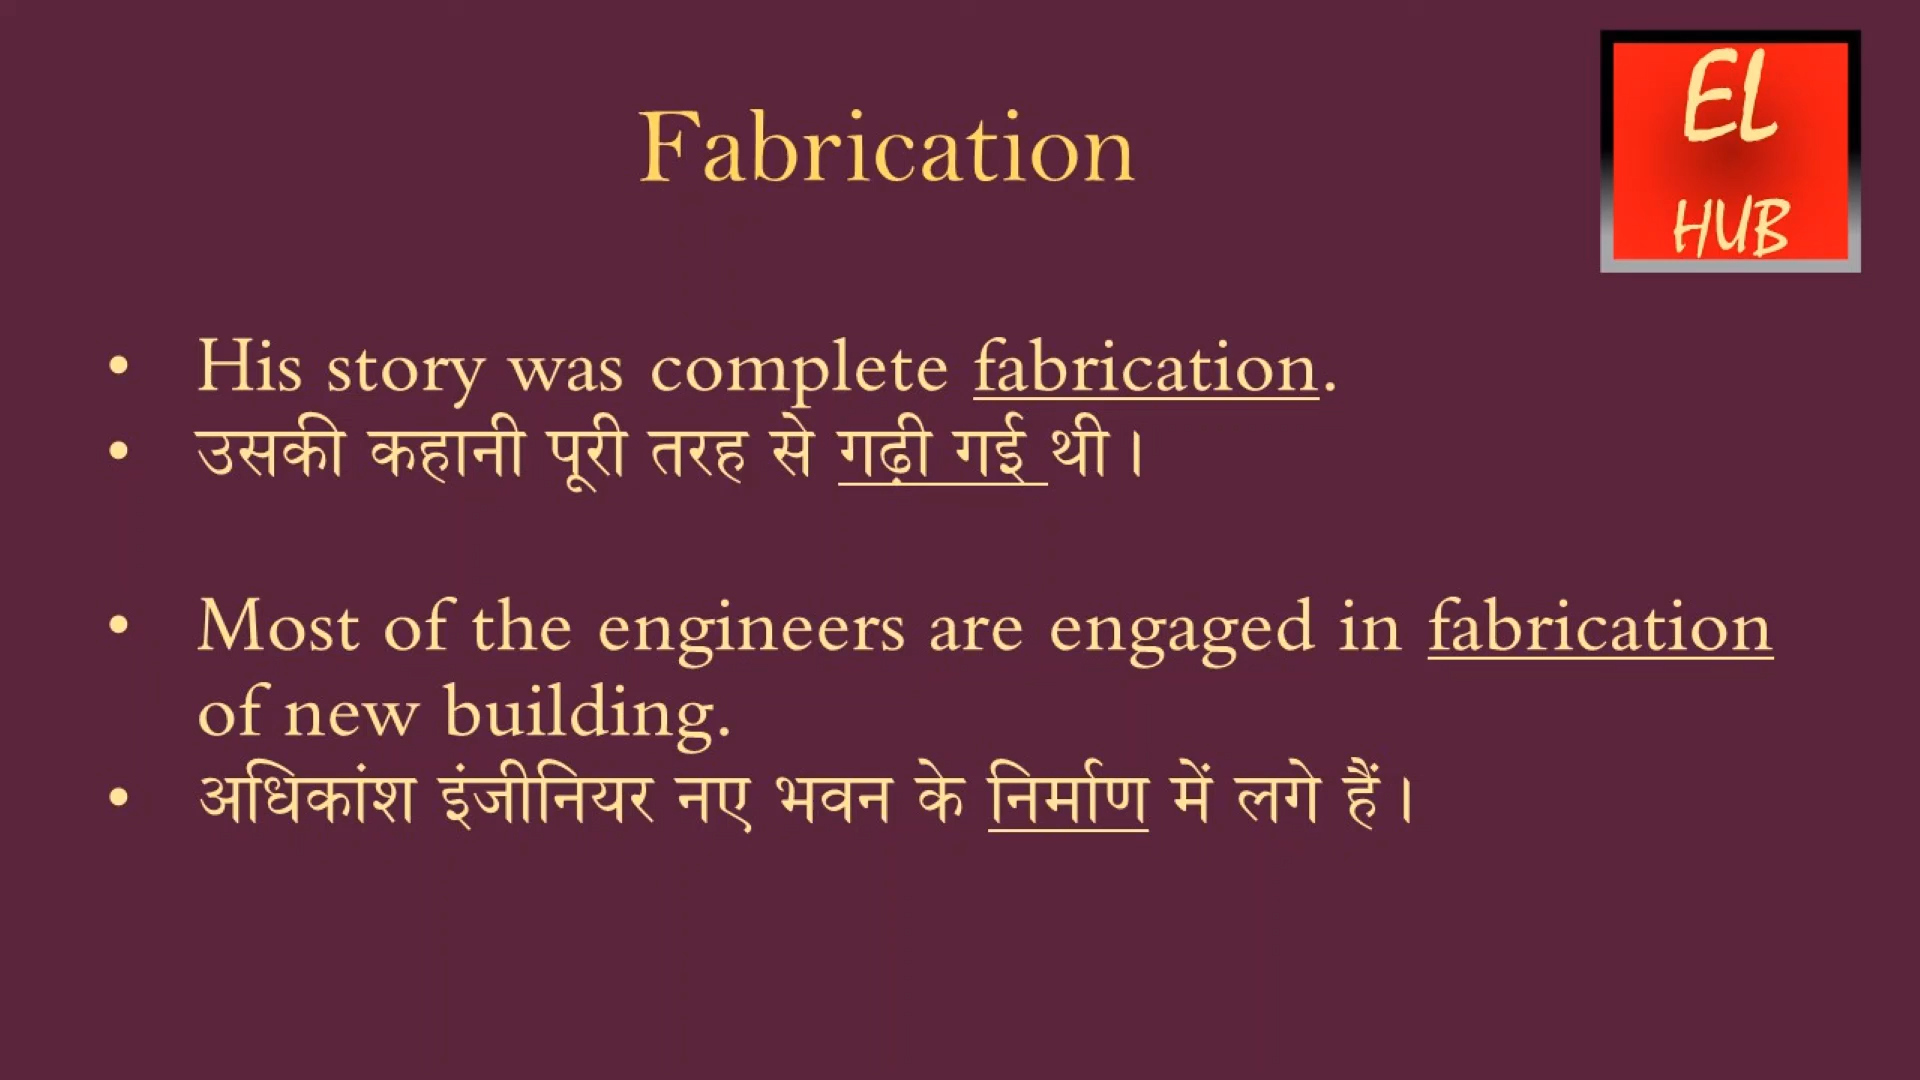 Fabrication
EL
HUB
• His story was complete fabrication.
• उसकी कहानी पूरी तरह से गढ़ी गई थी।
• Most of the engineers are engaged in fabrication
of new building.
• अधिकांश इंजीनियर नए भवन के निर्माण में लगे हैं।